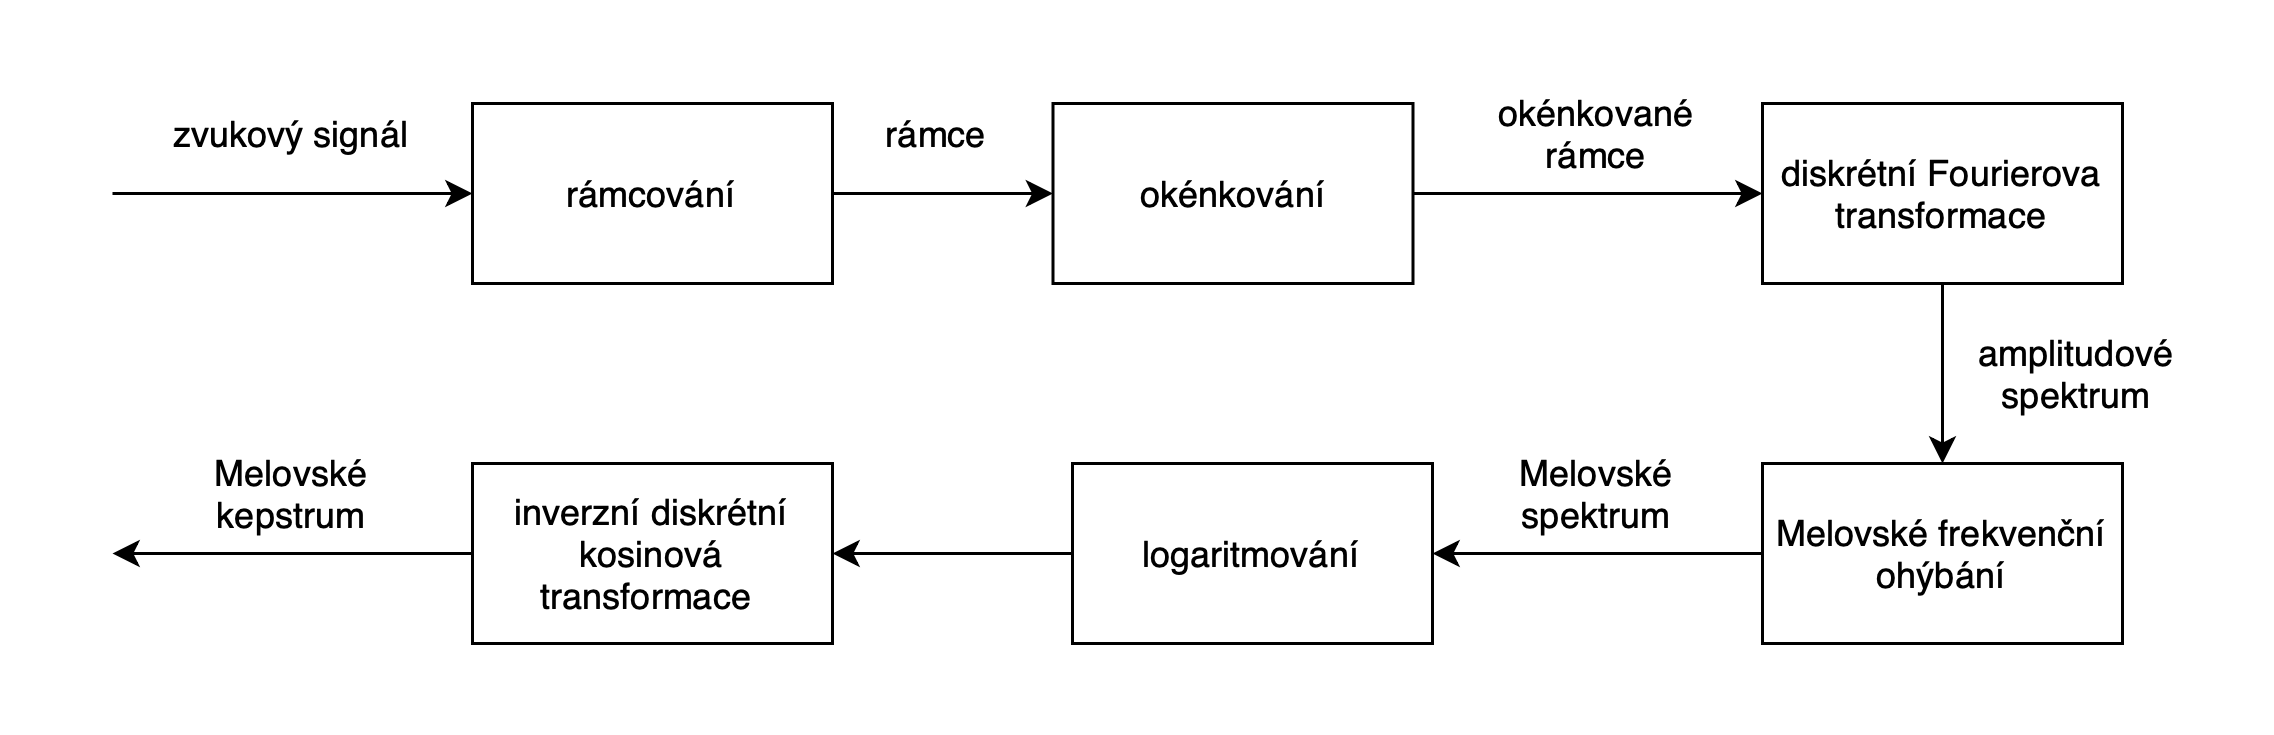 zvukový signál
rámcování
rámce
okénkování
okénkované
rámce
diskrétní Fourierova
transformace
amplitudové
spektrum
Melovské frekvenční
ohýbání
Melovské
spektrum
logaritmování
inverzní diskrétní
kosinová
transformace
Melovské
kepstrum